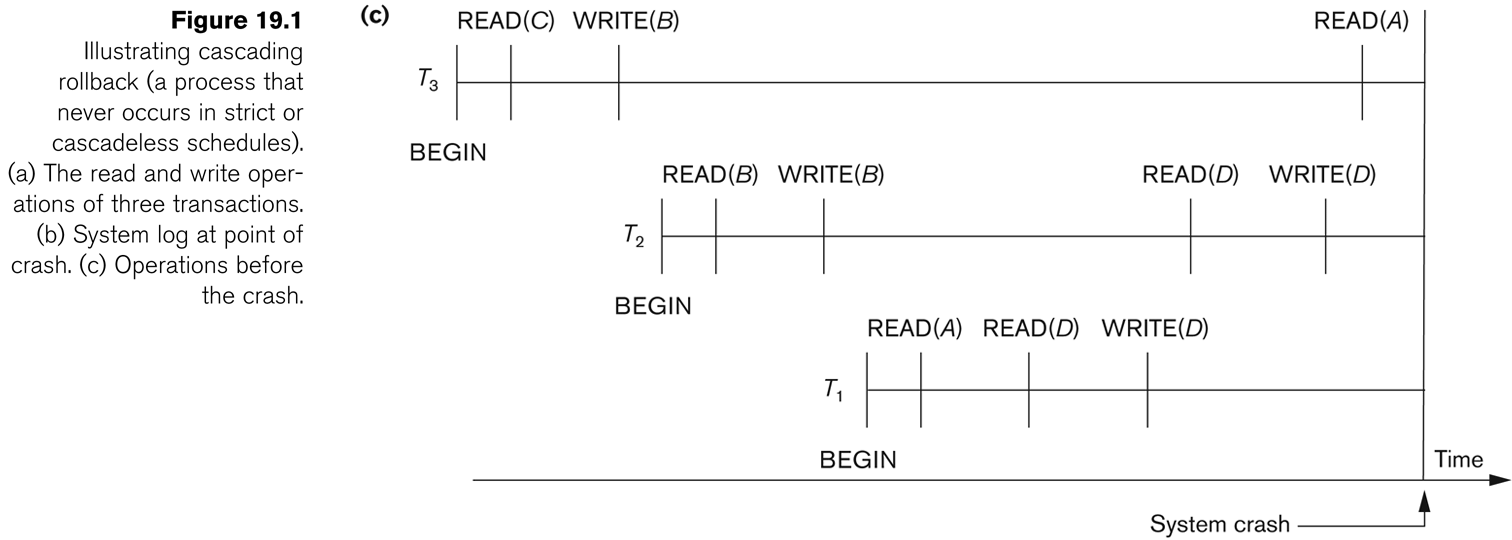 Figure 19.1
Illustrating cascading
rollback (a process that
never occurs in strict or
cascadeless schedules).
(a) The read and write oper-
ations of three transactions.
(b) System log at point of
crash. (c) Operations before
the crash.
(c) READ(C) WRITE(B) READ(A)
T3
BEGIN
READ(B) WRITE(B) READ(D) WRITE(D)
T2
BEGIN
READ(A) READ(D) WRITE(D)
T1
BEGIN
Time
System crash